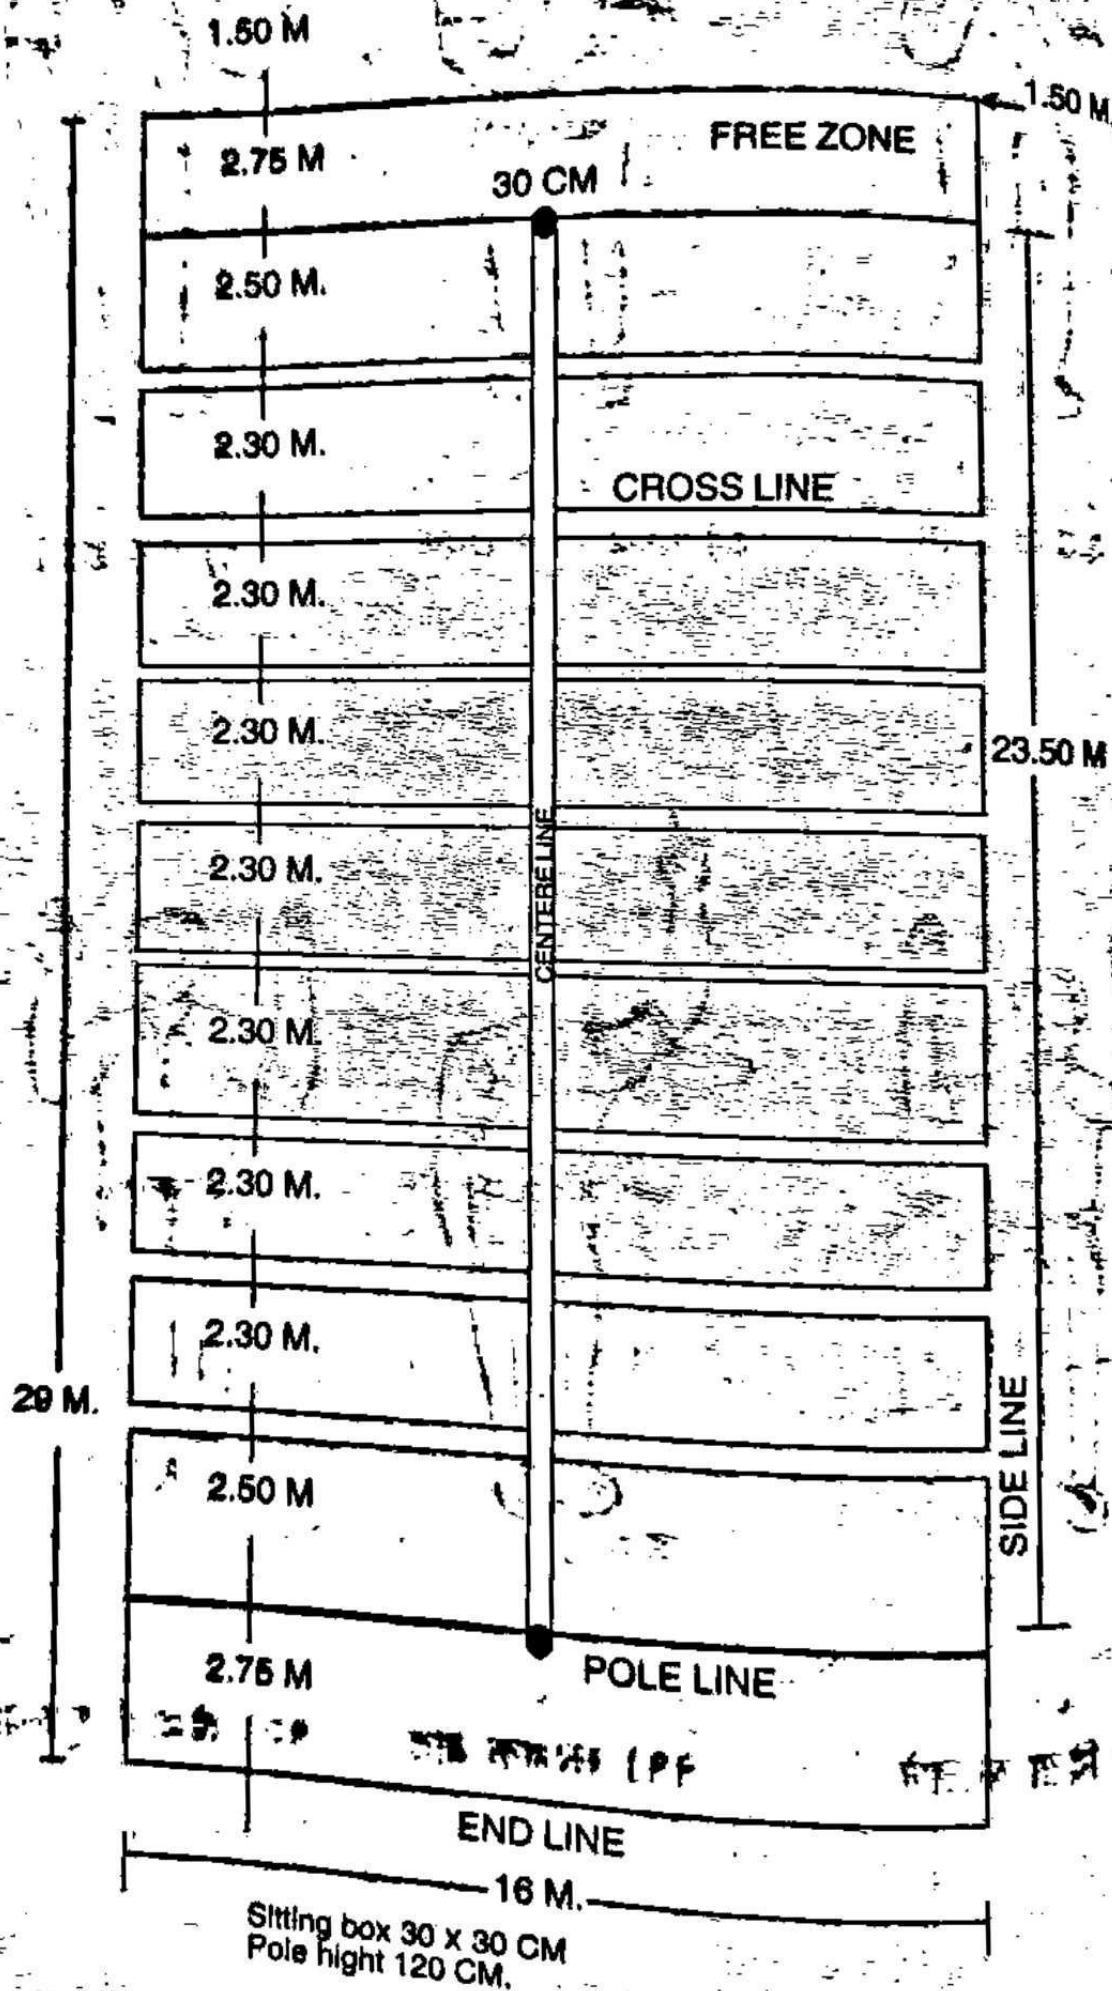 1.50 M
1.50 M.
FREE ZONE
2.75 M
30 CM
2.50 M.
2.30 M.
CROSS LINE
2.30 M.
2.30 M.
23.50 M
2.30 M.
CENTERE LINE
2.30 M.
2.30 M.
2.30 M.
29 M.
SIDE LINE
2.50 M
2.75 M
POLE LINE
END LINE
16 M.
Sitting box 30 x 30 CM
Pole hight 120 CM.